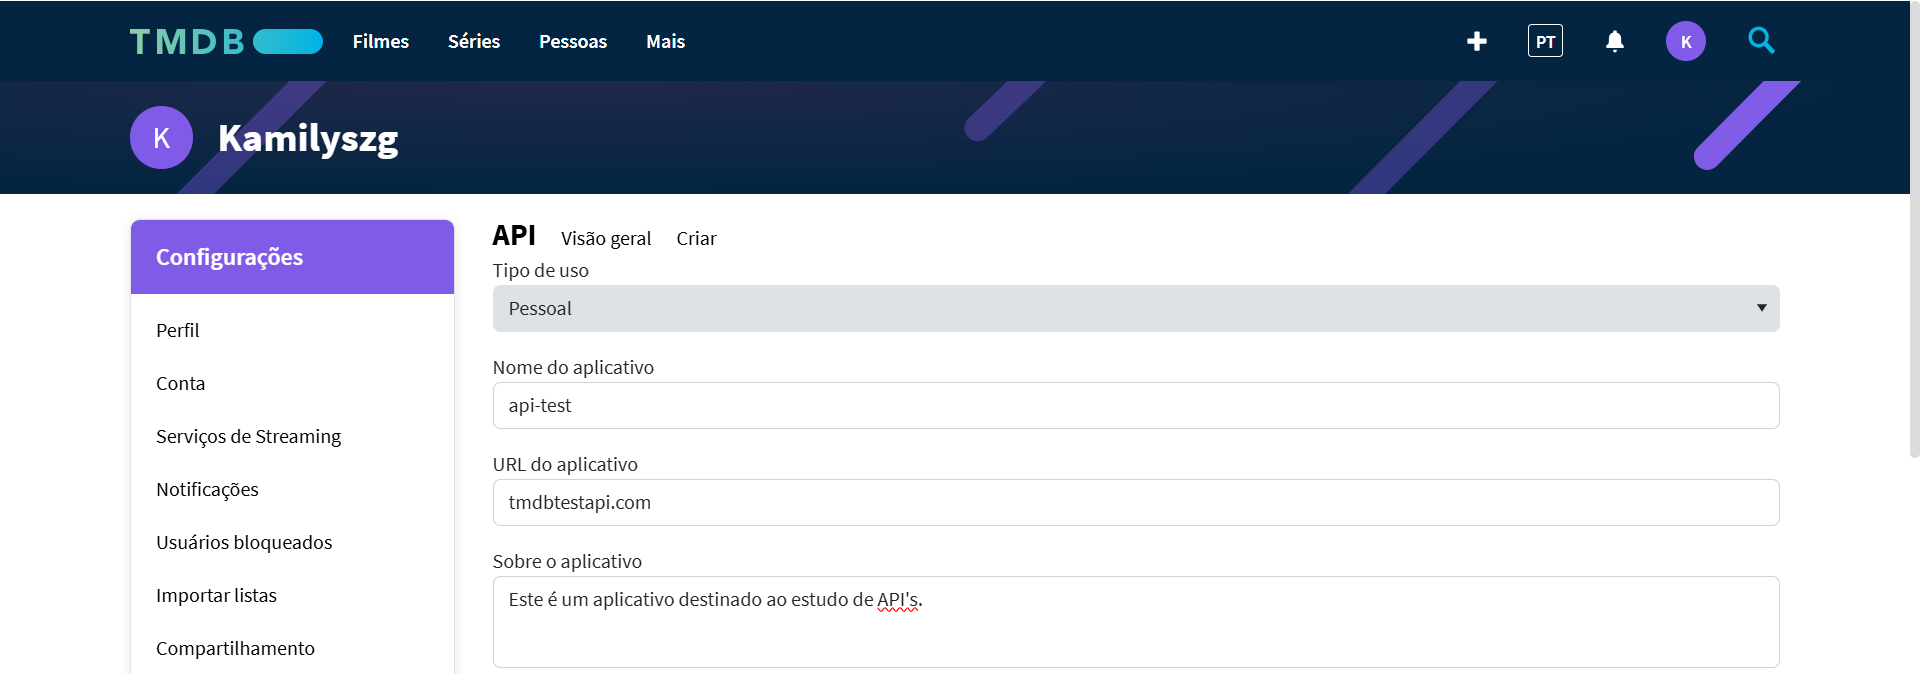 TMDB Filmes Séries Pessoas Mais PT K
K Kamilyszg
Configurações
Perfil
Conta
Serviços de Streaming
Notificações
Usuários bloqueados
Importar listas
Compartilhamento
API Visão geral Criar
Tipo de uso
Pessoal
Nome do aplicativo
api-test
URL do aplicativo
tmdbtestapi.com
Sobre o aplicativo
Este é um aplicativo destinado ao estudo de API's.